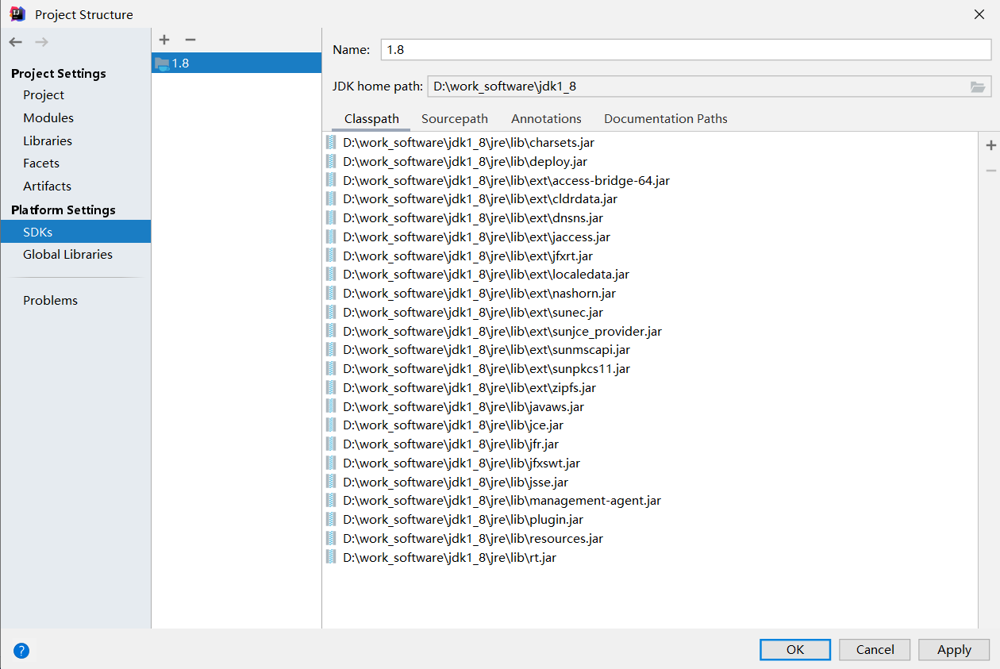 Project Structure
Project Settings
Project
Modules
Libraries
Facets
Artifacts
Platform Settings
SDKs
Global Libraries
Problems
1.8
Name: 1.8
JDK home path: D:\work_software\jdk1_8
Classpath Sourcepath Annotations Documentation Paths
D:\work_software\jdk1_8\jre\lib\charsets.jar
D:\work_software\jdk1_8\jre\lib\deploy.jar
D:\work_software\jdk1_8\jre\lib\ext\access-bridge-64.jar
D:\work_software\jdk1_8\jre\lib\ext\cldrdata.jar
D:\work_software\jdk1_8\jre\lib\ext\dnsns.jar
D:\work_software\jdk1_8\jre\lib\ext\jaccess.jar
D:\work_software\jdk1_8\jre\lib\ext\jfxrt.jar
D:\work_software\jdk1_8\jre\lib\ext\localedata.jar
D:\work_software\jdk1_8\jre\lib\ext\nashorn.jar
D:\work_software\jdk1_8\jre\lib\ext\sunec.jar
D:\work_software\jdk1_8\jre\lib\ext\sunjce_provider.jar
D:\work_software\jdk1_8\jre\lib\ext\sunmscapi.jar
D:\work_software\jdk1_8\jre\lib\ext\sunpkcs11.jar
D:\work_software\jdk1_8\jre\lib\ext\zipfs.jar
D:\work_software\jdk1_8\jre\lib\javaws.jar
D:\work_software\jdk1_8\jre\lib\jce.jar
D:\work_software\jdk1_8\jre\lib\jfr.jar
D:\work_software\jdk1_8\jre\lib\jfxswt.jar
D:\work_software\jdk1_8\jre\lib\jsse.jar
D:\work_software\jdk1_8\jre\lib\management-agent.jar
D:\work_software\jdk1_8\jre\lib\plugin.jar
D:\work_software\jdk1_8\jre\lib\resources.jar
D:\work_software\jdk1_8\jre\lib\rt.jar
? OK Cancel Apply